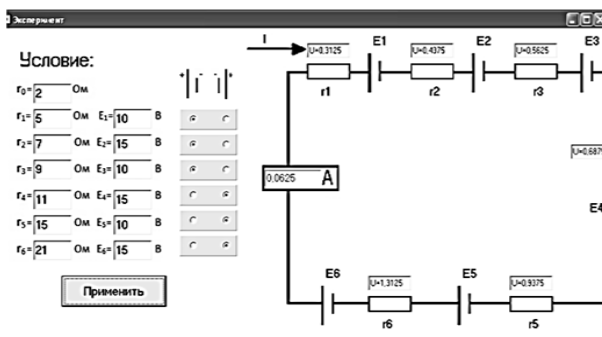 Эксперимент
Условие:
r0= 2 Ом
r1= 5 Ом E1= 10 В
r2= 7 Ом E2= 15 В
r3= 9 Ом E3= 10 В
r4= 11 Ом E4= 15 В
r5= 15 Ом E5= 10 В
r6= 21 Ом E6= 15 В
Применить
+ - - +
I
U=0,3125 E1 U=0,4375 E2 U=0,5625 E3
r1 r2 r3
0,0625 A
U=0,687
E4
E6 U=1,3125 E5 U=0,9375
r6 r5